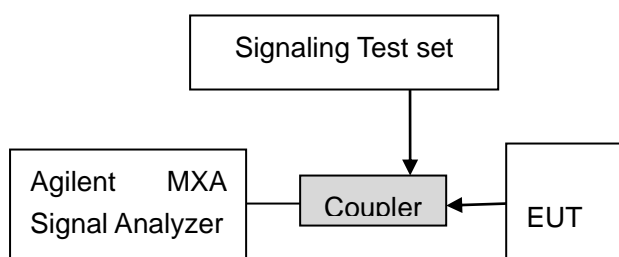 Signaling Test set
Agilent MXA
Signal Analyzer
Coupler
EUT